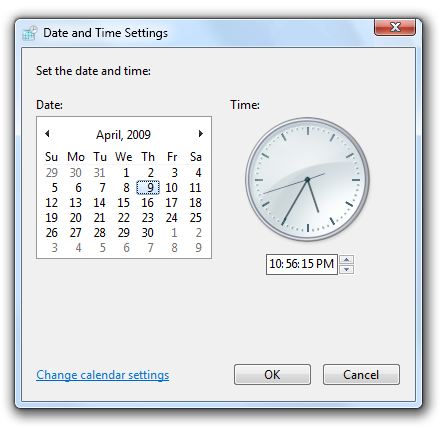 Date and Time Settings
Set the date and time:
Date:
Time:
April, 2009
Su Mo Tu We Th Fr Sa
29 30 31 1 2 3 4
5 6 7 8 9 10 11
12 13 14 15 16 17 18
19 20 21 22 23 24 25
26 27 28 29 30 1 2
3 4 5 6 7 8 9
10:56:15 PM
Change calendar settings
OK
Cancel